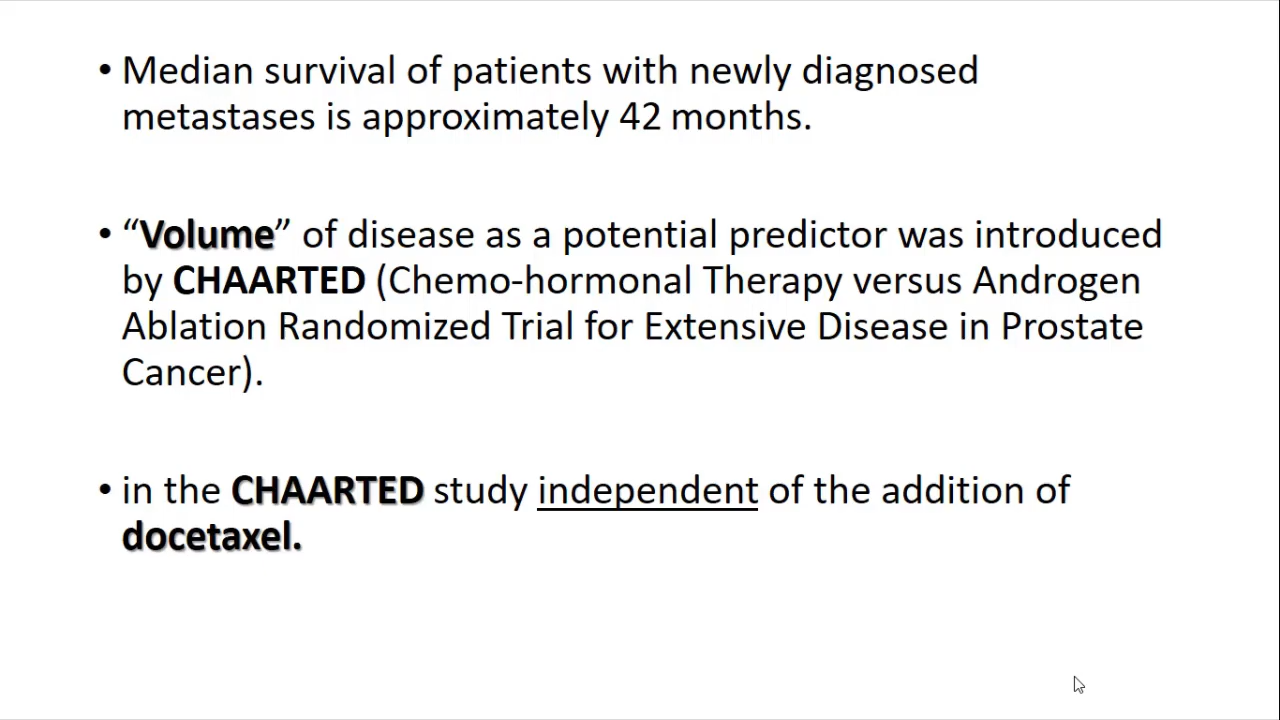 • Median survival of patients with newly diagnosed
metastases is approximately 42 months.
• “Volume” of disease as a potential predictor was introduced
by CHAARTED (Chemo-hormonal Therapy versus Androgen
Ablation Randomized Trial for Extensive Disease in Prostate
Cancer).
• in the CHAARTED study independent of the addition of
docetaxel.